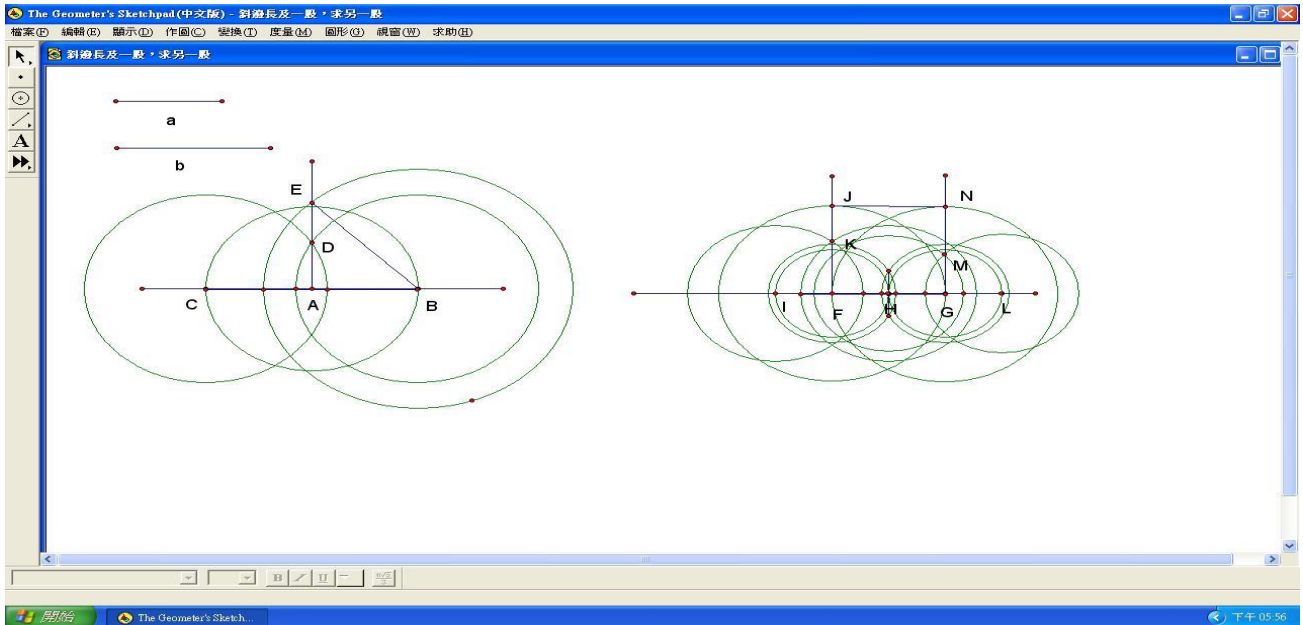 The Geometer's Sketchpad(中文版) - 斜邊長及一股,求另一股
檔案(F) 編輯(E) 顯示(D) 作圖(C) 變換(T) 度量(M) 圖形(G) 視窗(W) 求助(H)
斜邊長及一股,求另一股
A
a
b
E
D
C A B
J N
K
M
I F H G L
B I U
開始 The Geometer's Sketch... 下午 05:56